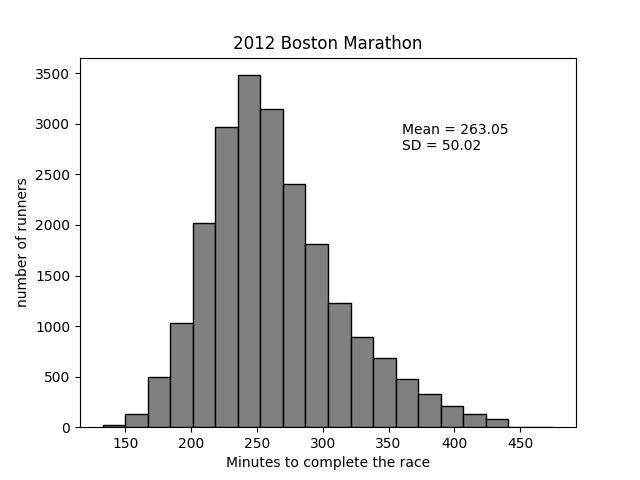 2012 Boston Marathon
3500
3000
2500
2000
1500
1000
500
0
number of runners
Mean = 263.05
SD = 50.02
150 200 250 300 350 400 450
Minutes to complete the race